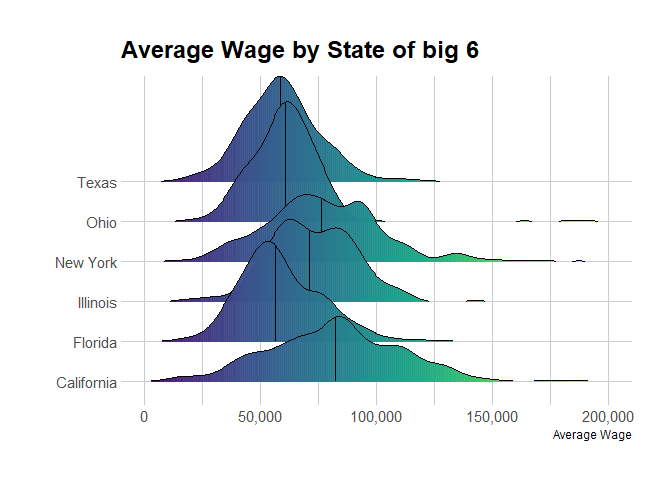 Average Wage by State of big 6
Texas
Ohio
New York
Illinois
Florida
California
0
50,000
100,000
150,000
200,000
Average Wage